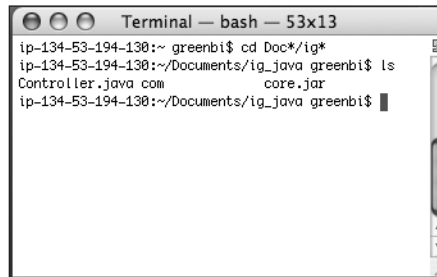 Terminal — bash — 53x13
ip-134-53-194-130:~ greenbi$ cd Doc*/ig*
ip-134-53-194-130:~/Documents/ig_java greenbi$ ls
Controller.java com core.jar
ip-134-53-194-130:~/Documents/ig_java greenbi$